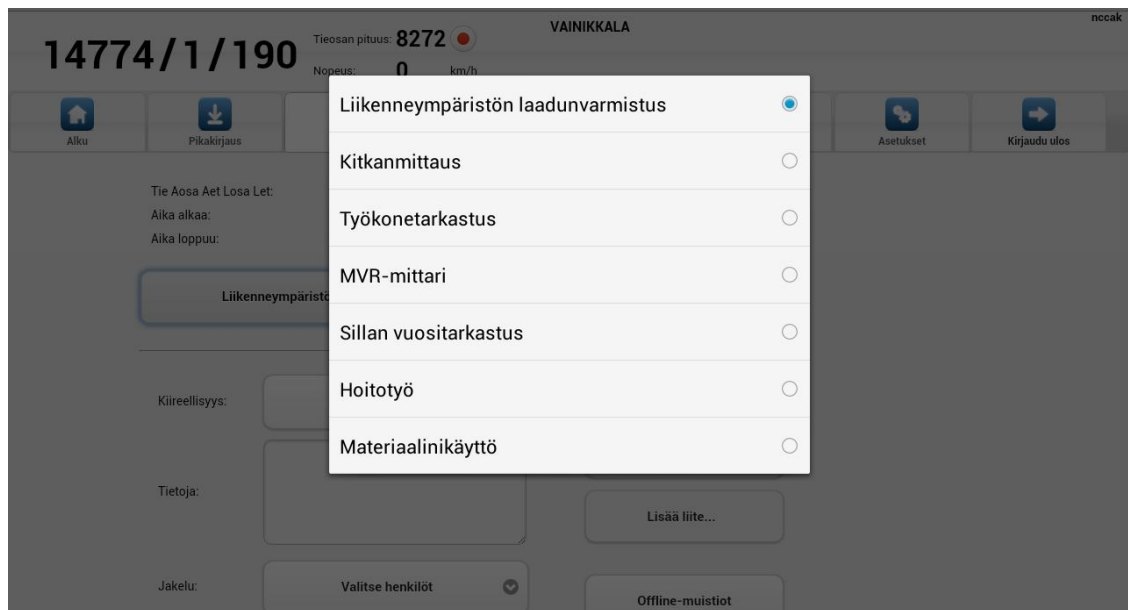 nccak
VAINIKKALA
14774/1/190
Tieosan pituus: 8272
Nopeus: 0 km/h
Alku
Pikakirjaus
Asetukset
Kirjaudu ulos
Liikenneympäristön laadunvarmistus
Kitkanmittaus
Työkonetarkastus
MVR-mittari
Sillan vuositarkastus
Hoitotyö
Materiaalinikäyttö
Tie Aosa Aet Losa Let:
Aika alkaa:
Aika loppuu:
Liikenneympäristö
Kiireellisyys:
Tietoja:
Lisää liite...
Jakelu:
Valitse henkilöt
Offline-muistiot